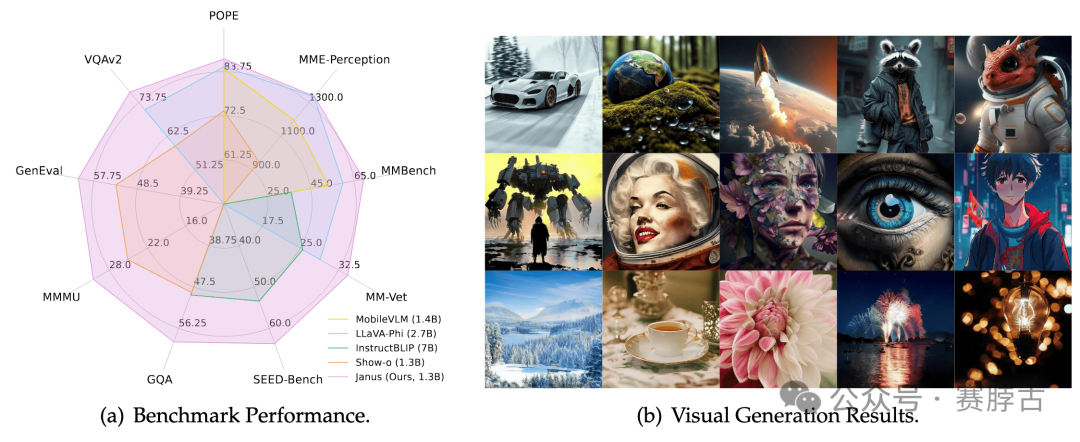 POPE
VQAv2
MME-Perception
83.75
73.75
1300.0
72.5
62.5
1100.0
61.25
51.25
900.0
GenEval
MMBench
57.75
48.5
39.25
25.0
45.0
65.0
16.0
17.5
22.0
38.75
40.0
25.0
28.0
32.5
MMMU
MM-Vet
47.5
50.0
56.25
60.0
GQA
SEED-Bench
MobileVLM (1.4B)
LLaVA-Phi (2.7B)
InstructBLIP (7B)
Show-o (1.3B)
Janus (Ours, 1.3B)
(a) Benchmark Performance.
(b) Visual Generation Results.
公众号 · 赛脖古